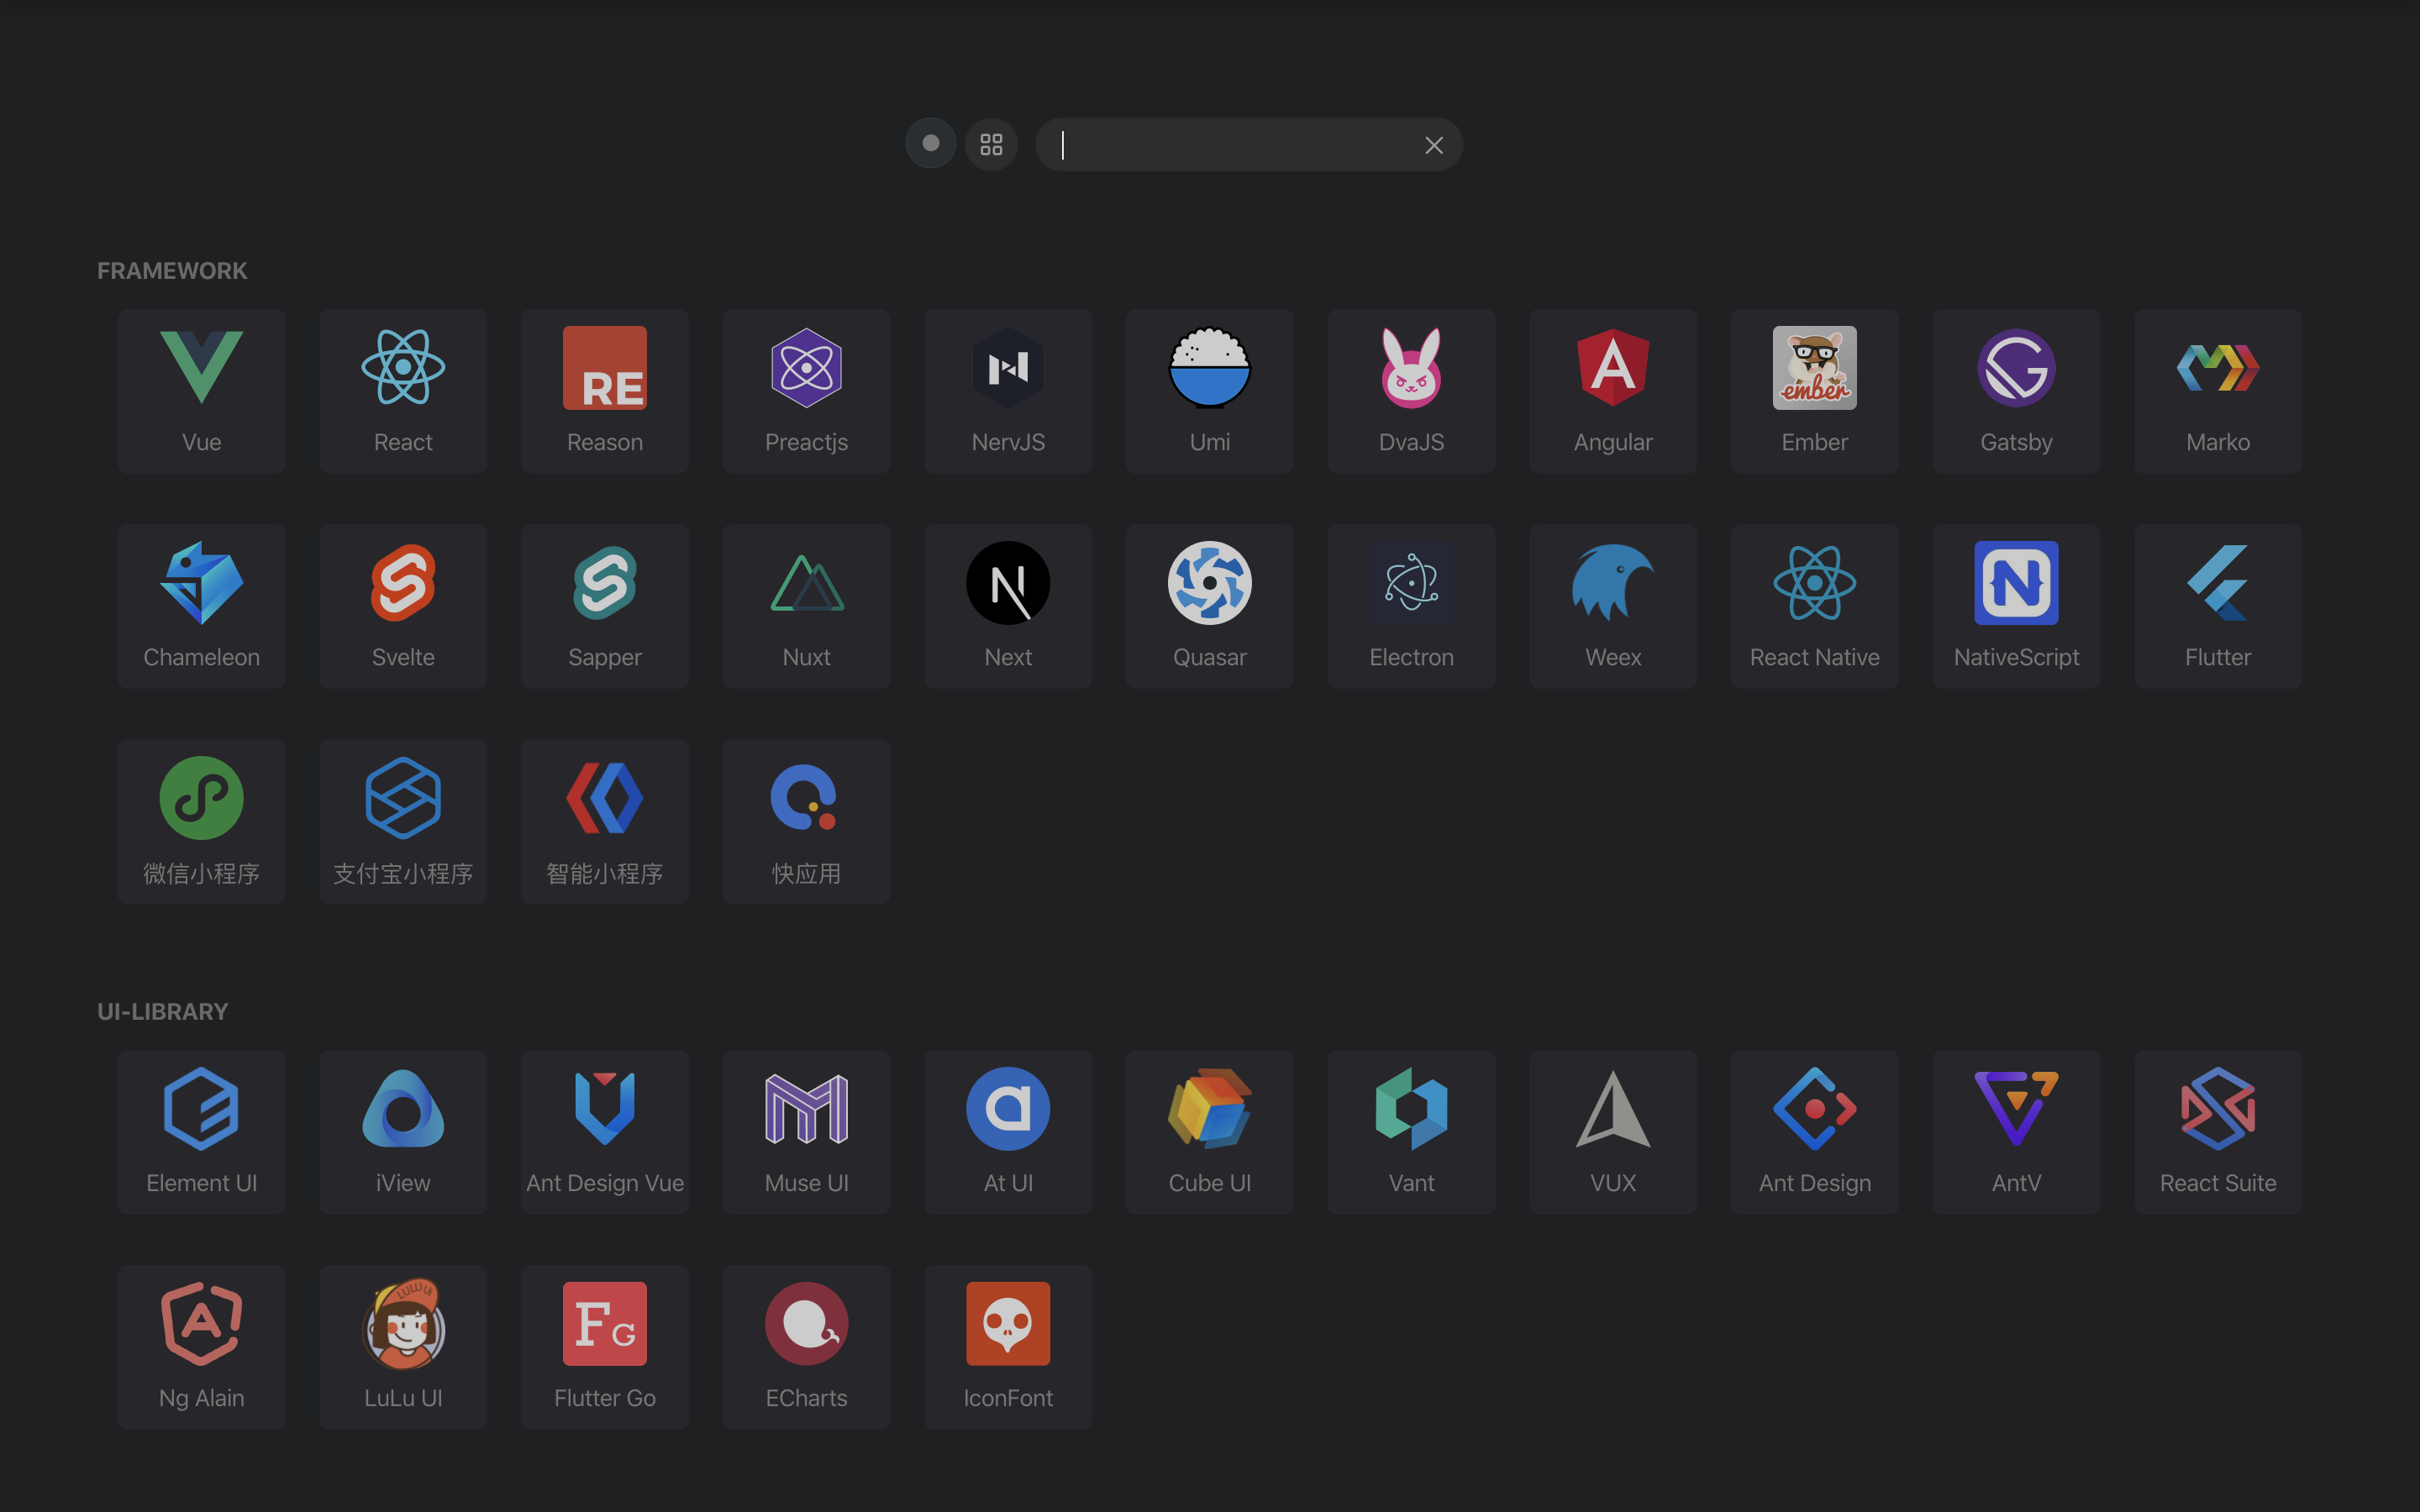 FRAMEWORK
RE
ember
Vue
React
Reason
Preactjs
NervJS
Umi
DvaJS
Angular
Ember
Gatsby
Marko
Chameleon
Svelte
Sapper
Nuxt
Next
Quasar
Electron
Weex
React Native
NativeScript
Flutter
微信小程序
支付宝小程序
智能小程序
快应用
UI-LIBRARY
Element UI
iView
Ant Design Vue
Muse UI
At UI
Cube UI
Vant
VUX
Ant Design
AntV
React Suite
LULU UI
FG
Ng Alain
LuLu UI
Flutter Go
ECharts
IconFont